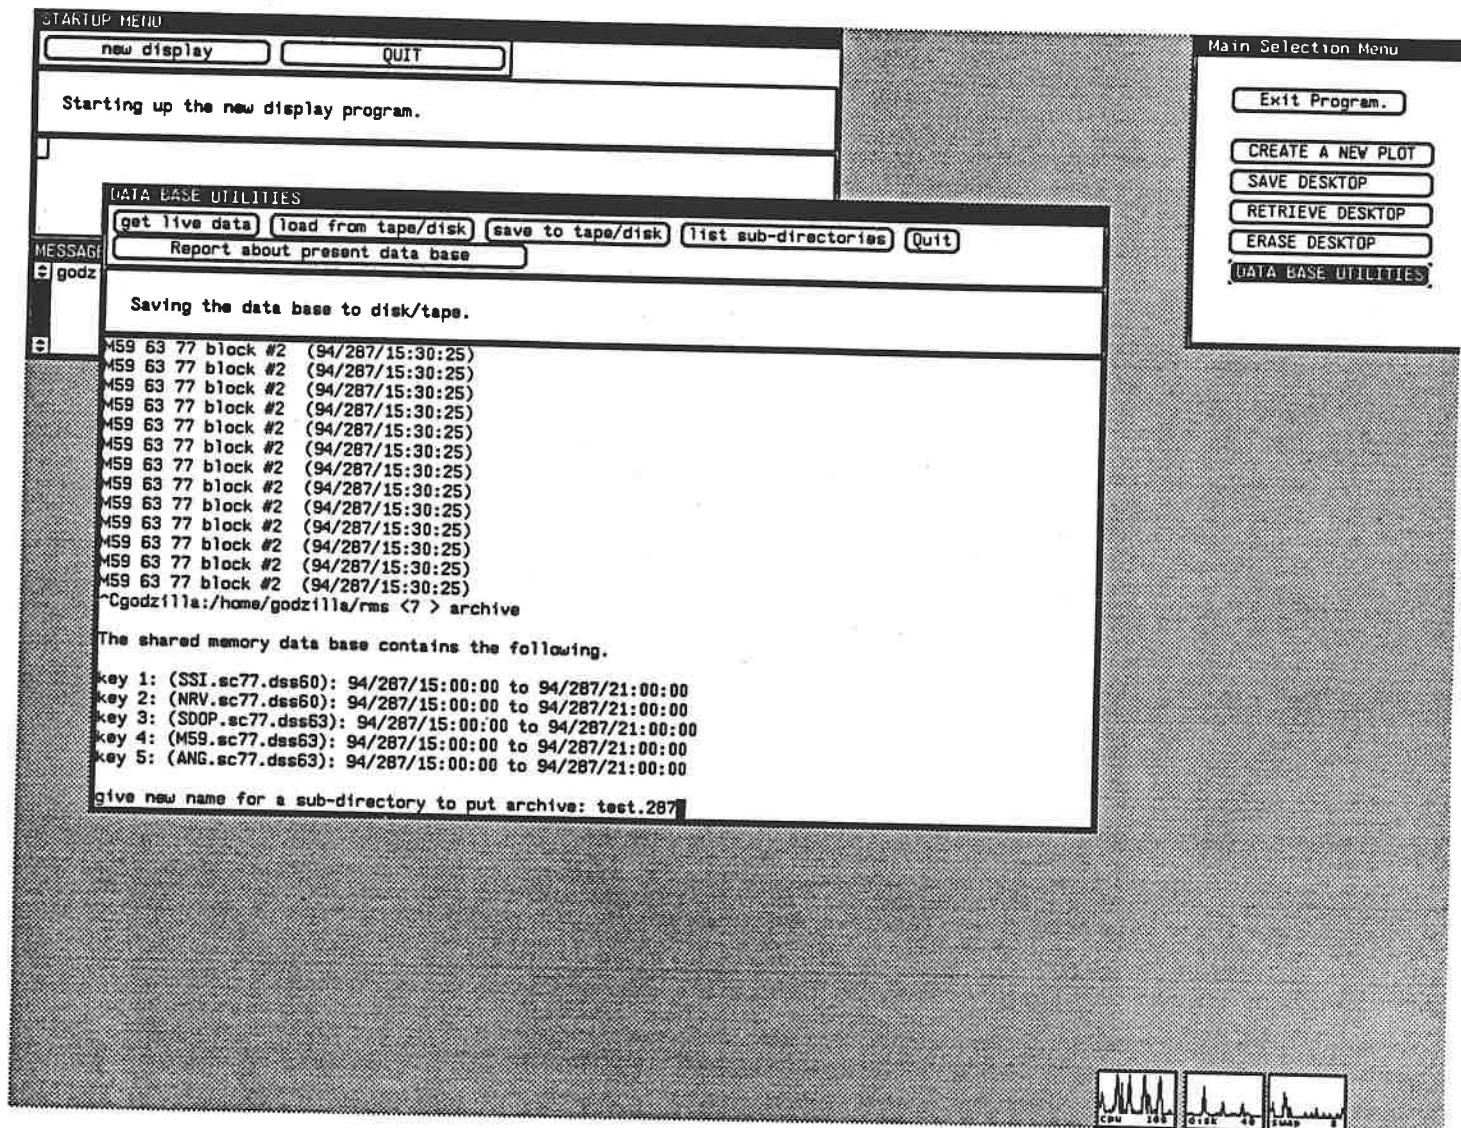 STARTUP MENU
new display
QUIT
Starting up the new display program.
MESSAG
godz
DATA BASE UTILITIES
get live data
load from tape/disk
save to tape/disk
list sub-directories
Quit
Report about present data base
Saving the data base to disk/tape.
M59 63 77 block #2 (94/287/15:30:25)
M59 63 77 block #2 (94/287/15:30:25)
M59 63 77 block #2 (94/287/15:30:25)
M59 63 77 block #2 (94/287/15:30:25)
M59 63 77 block #2 (94/287/15:30:25)
M59 63 77 block #2 (94/287/15:30:25)
M59 63 77 block #2 (94/287/15:30:25)
M59 63 77 block #2 (94/287/15:30:25)
M59 63 77 block #2 (94/287/15:30:25)
M59 63 77 block #2 (94/287/15:30:25)
M59 63 77 block #2 (94/287/15:30:25)
M59 63 77 block #2 (94/287/15:30:25)
M59 63 77 block #2 (94/287/15:30:25)
^Cgodzilla:/home/godzilla/rms <7 > archive
The shared memory data base contains the following.
key 1: (SSI.sc77.dss60): 94/287/15:00:00 to 94/287/21:00:00
key 2: (NRV.sc77.dss60): 94/287/15:00:00 to 94/287/21:00:00
key 3: (SDOP.sc77.dss63): 94/287/15:00:00 to 94/287/21:00:00
key 4: (M59.sc77.dss63): 94/287/15:00:00 to 94/287/21:00:00
key 5: (ANG.sc77.dss63): 94/287/15:00:00 to 94/287/21:00:00
give new name for a sub-directory to put archive: test.287
Main Selection Menu
Exit Program.
CREATE A NEW PLOT
SAVE DESKTOP
RETRIEVE DESKTOP
ERASE DESKTOP
DATA BASE UTILITIES
cpu 100
disk 40
swap